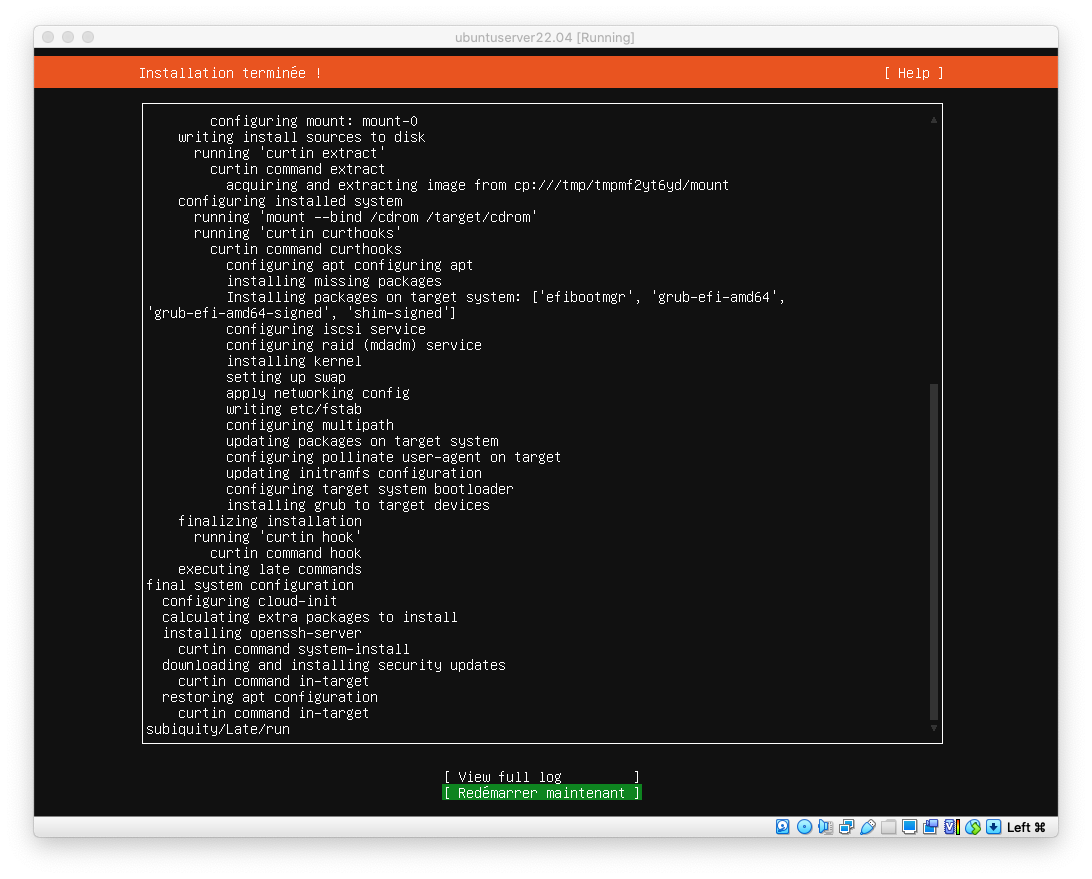 ubuntuserver22.04 [Running]
Installation terminée !
[ Help ]
configuring mount: mount-0
writing install sources to disk
running 'curtin extract'
curtin command extract
acquiring and extracting image from cp:///tmp/tmpmf2yt6yd/mount
configuring installed system
running 'mount --bind /cdrom /target/cdrom'
running 'curtin curthooks'
curtin command curthooks
configuring apt configuring apt
installing missing packages
Installing packages on target system: ['efibootmgr', 'grub-efi-amd64',
'grub-efi-amd64-signed', 'shim-signed']
configuring iscsi service
configuring raid (mdadm) service
installing kernel
setting up swap
apply networking config
writing etc/fstab
configuring multipath
updating packages on target system
configuring pollinate user-agent on target
updating initramfs configuration
configuring target system bootloader
installing grub to target devices
finalizing installation
running 'curtin hook'
curtin command hook
executing late commands
final system configuration
configuring cloud-init
calculating extra packages to install
installing openssh-server
curtin command system-install
downloading and installing security updates
curtin command in-target
restoring apt configuration
curtin command in-target
subiquity/Late/run
[ View full log ]
[ Redémarrer maintenant ]
Left ⌘